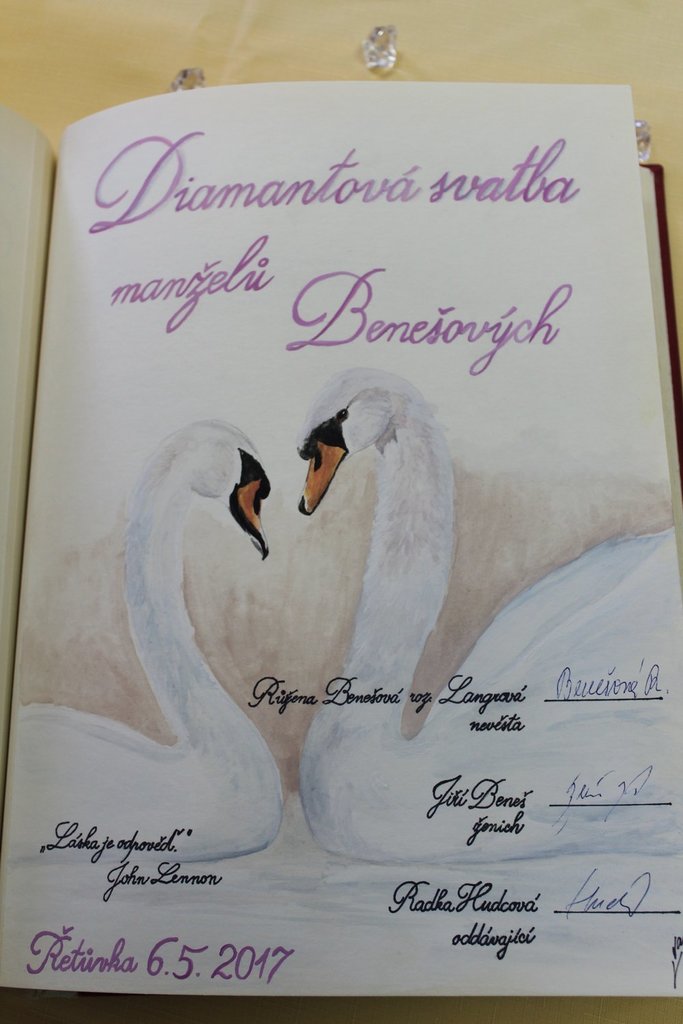 Diamantová svatba
manželů
Benešových
Růžena Benešová roz. Langrová Benešová R.
nevěsta
Jiří Beneš
ženich
„Láska je odpověď.“
John Lennon
Radka Hudcová
oddávající
Řetůvka 6.5. 2017